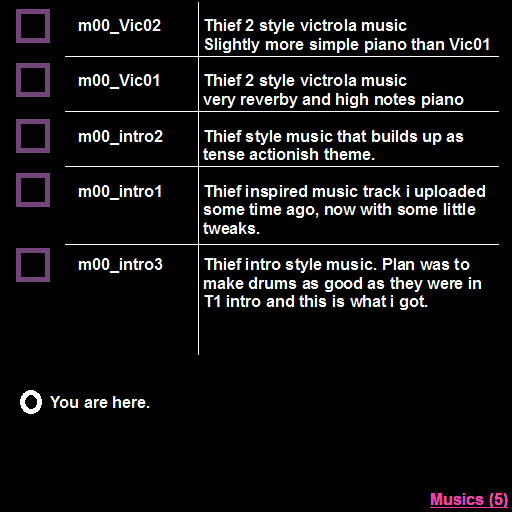 m00_Vic02
Thief 2 style victrola music
Slightly more simple piano than Vic01
m00_Vic01
Thief 2 style victrola music
very reverby and high notes piano
m00_intro2
Thief style music that builds up as
tense actionish theme.
m00_intro1
Thief inspired music track i uploaded
some time ago, now with some little
tweaks.
m00_intro3
Thief intro style music. Plan was to
make drums as good as they were in
T1 intro and this is what i got.
You are here.
Musics (5)